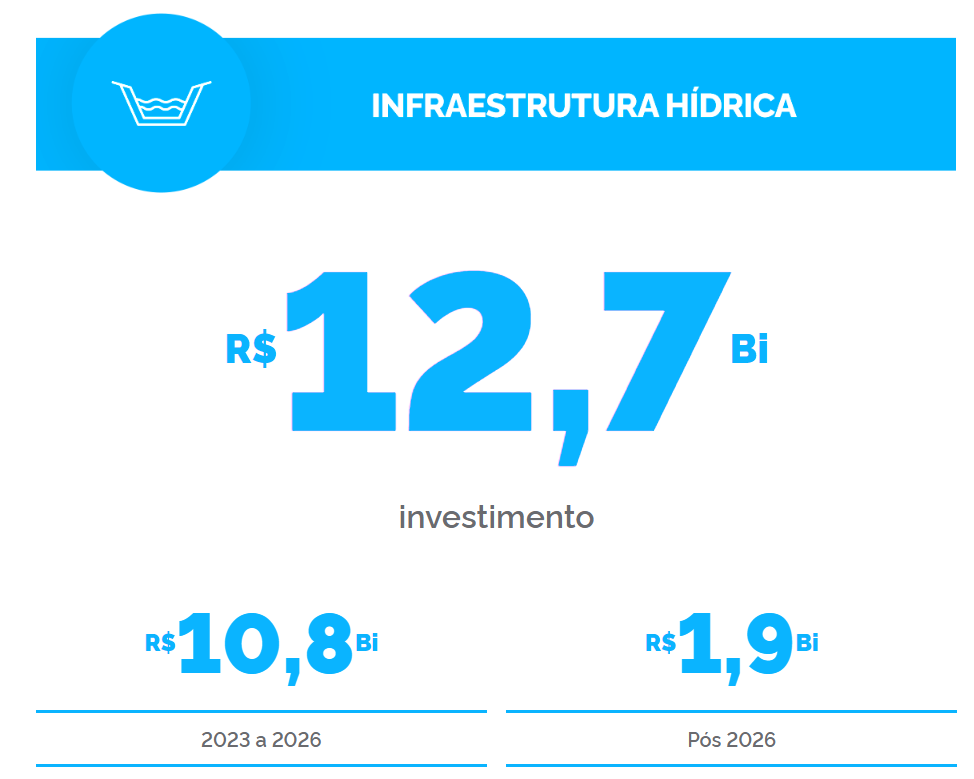 INFRAESTRUTURA HÍDRICA
R$ 12,7 Bi
investimento
R$ 10,8 Bi
R$ 1,9 Bi
2023 a 2026
Pós 2026